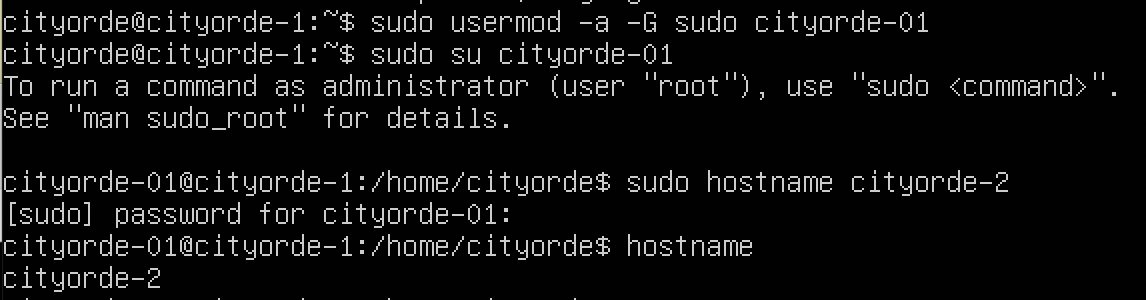 cityorde@cityorde-1:~$ sudo usermod -a -G sudo cityorde-01
cityorde@cityorde-1:~$ sudo su cityorde-01
To run a command as administrator (user "root"), use "sudo <command>".
See "man sudo_root" for details.
cityorde-01@cityorde-1:/home/cityorde$ sudo hostname cityorde-2
[sudo] password for cityorde-01:
cityorde-01@cityorde-1:/home/cityorde$ hostname
cityorde-2